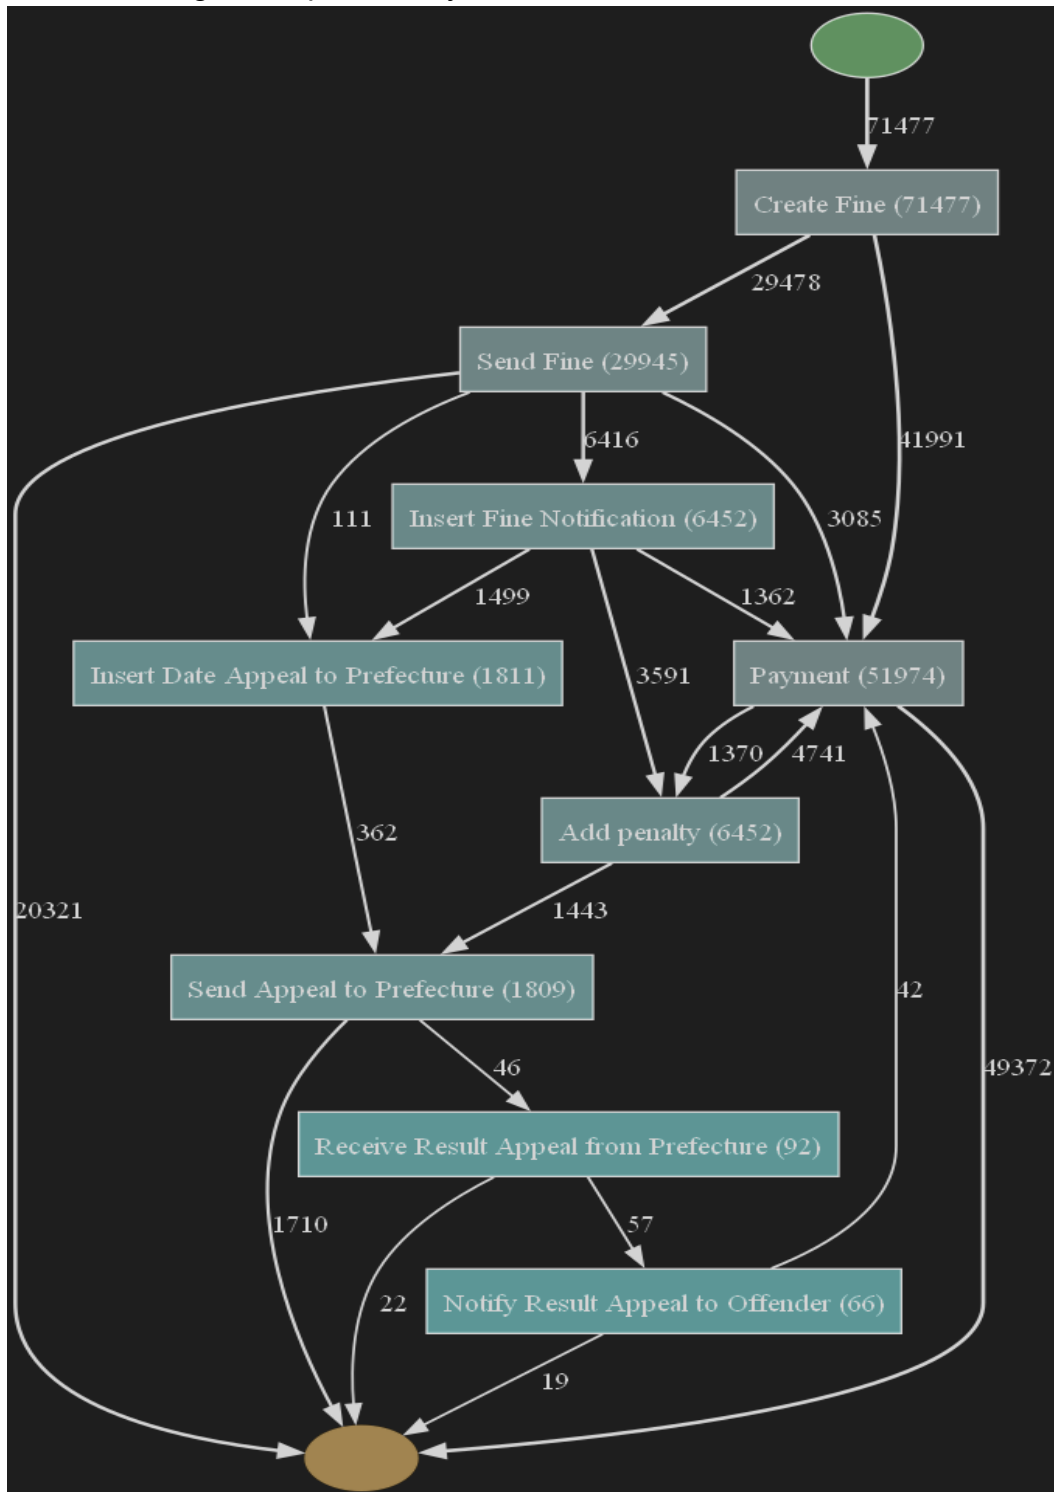 71477
Create Fine (71477)
29478
Send Fine (29945)
6416
41991
111
3085
Insert Fine Notification (6452)
1499
1362
Insert Date Appeal to Prefecture (1811)
3591
Payment (51974)
1370
4741
362
Add penalty (6452)
20321
1443
Send Appeal to Prefecture (1809)
42
46
49372
Receive Result Appeal from Prefecture (92)
1710
57
22
Notify Result Appeal to Offender (66)
19